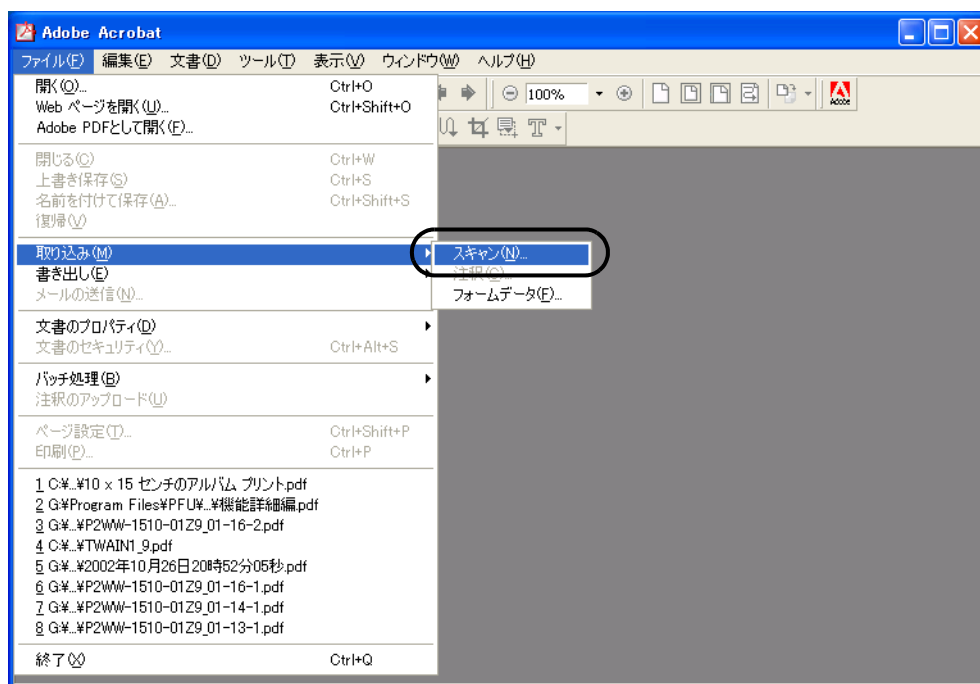 Adobe Acrobat
ファイル(F) 編集(E) 文書(D) ツール(T) 表示(V) ウィンドウ(W) ヘルプ(H)
開く(O)... Ctrl+O
100%
Adobe
Web ページを開く(U)... Ctrl+Shift+O
Adobe PDFとして開く(F)...
閉じる(C) Ctrl+W
上書き保存(S) Ctrl+S
名前を付けて保存(A)... Ctrl+Shift+S
復帰(V)
取り込み(M) スキャン(N)...
書き出し(E) 注釈(C)...
メールの送信(N)... フォームデータ(F)...
文書のプロパティ(D)
文書のセキュリティ(Y)... Ctrl+Alt+S
バッチ処理(B)
注釈のアップロード(U)
ページ設定(T)... Ctrl+Shift+P
印刷(P)... Ctrl+P
1 C:¥...¥10 x 15 センチのアルバム プリント.pdf
2 G:¥Program Files¥PFU¥...¥機能詳細編.pdf
3 G:¥...¥P2WW-1510-01Z9_01-16-2.pdf
4 C:¥...¥TWAIN1_9.pdf
5 G:¥...¥2002年10月26日20時52分05秒.pdf
6 G:¥...¥P2WW-1510-01Z9_01-16-1.pdf
7 G:¥...¥P2WW-1510-01Z9_01-14-1.pdf
8 G:¥...¥P2WW-1510-01Z9_01-13-1.pdf
終了(X) Ctrl+Q